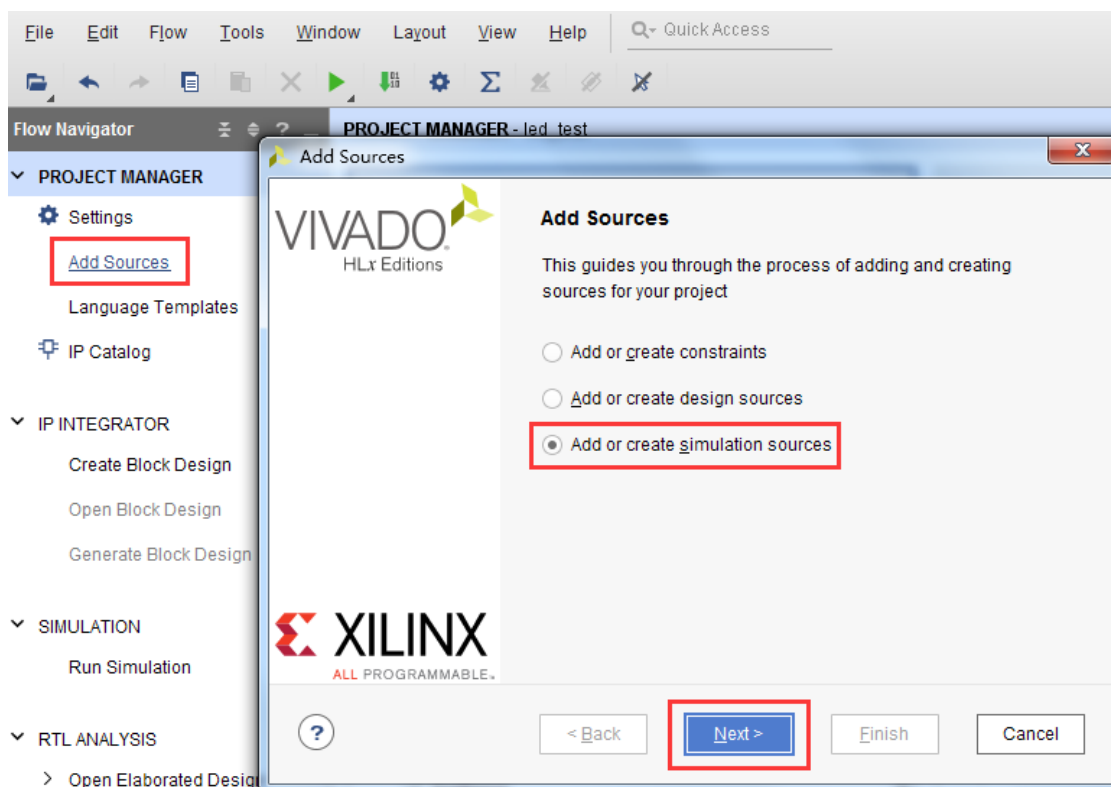 File Edit Flow Tools Window Layout View Help Quick Access
Flow Navigator ? _ PROJECT MANAGER - led_test
Add Sources
PROJECT MANAGER
Settings
Add Sources
Language Templates
IP Catalog
IP INTEGRATOR
Create Block Design
Open Block Design
Generate Block Design
SIMULATION
Run Simulation
RTL ANALYSIS
Open Elaborated Desig
VIVADO
HLx Editions
Add Sources
This guides you through the process of adding and creating
sources for your project
Add or create constraints
Add or create design sources
Add or create simulation sources
XILINX
ALL PROGRAMMABLE™
?
< Back Next > Finish Cancel